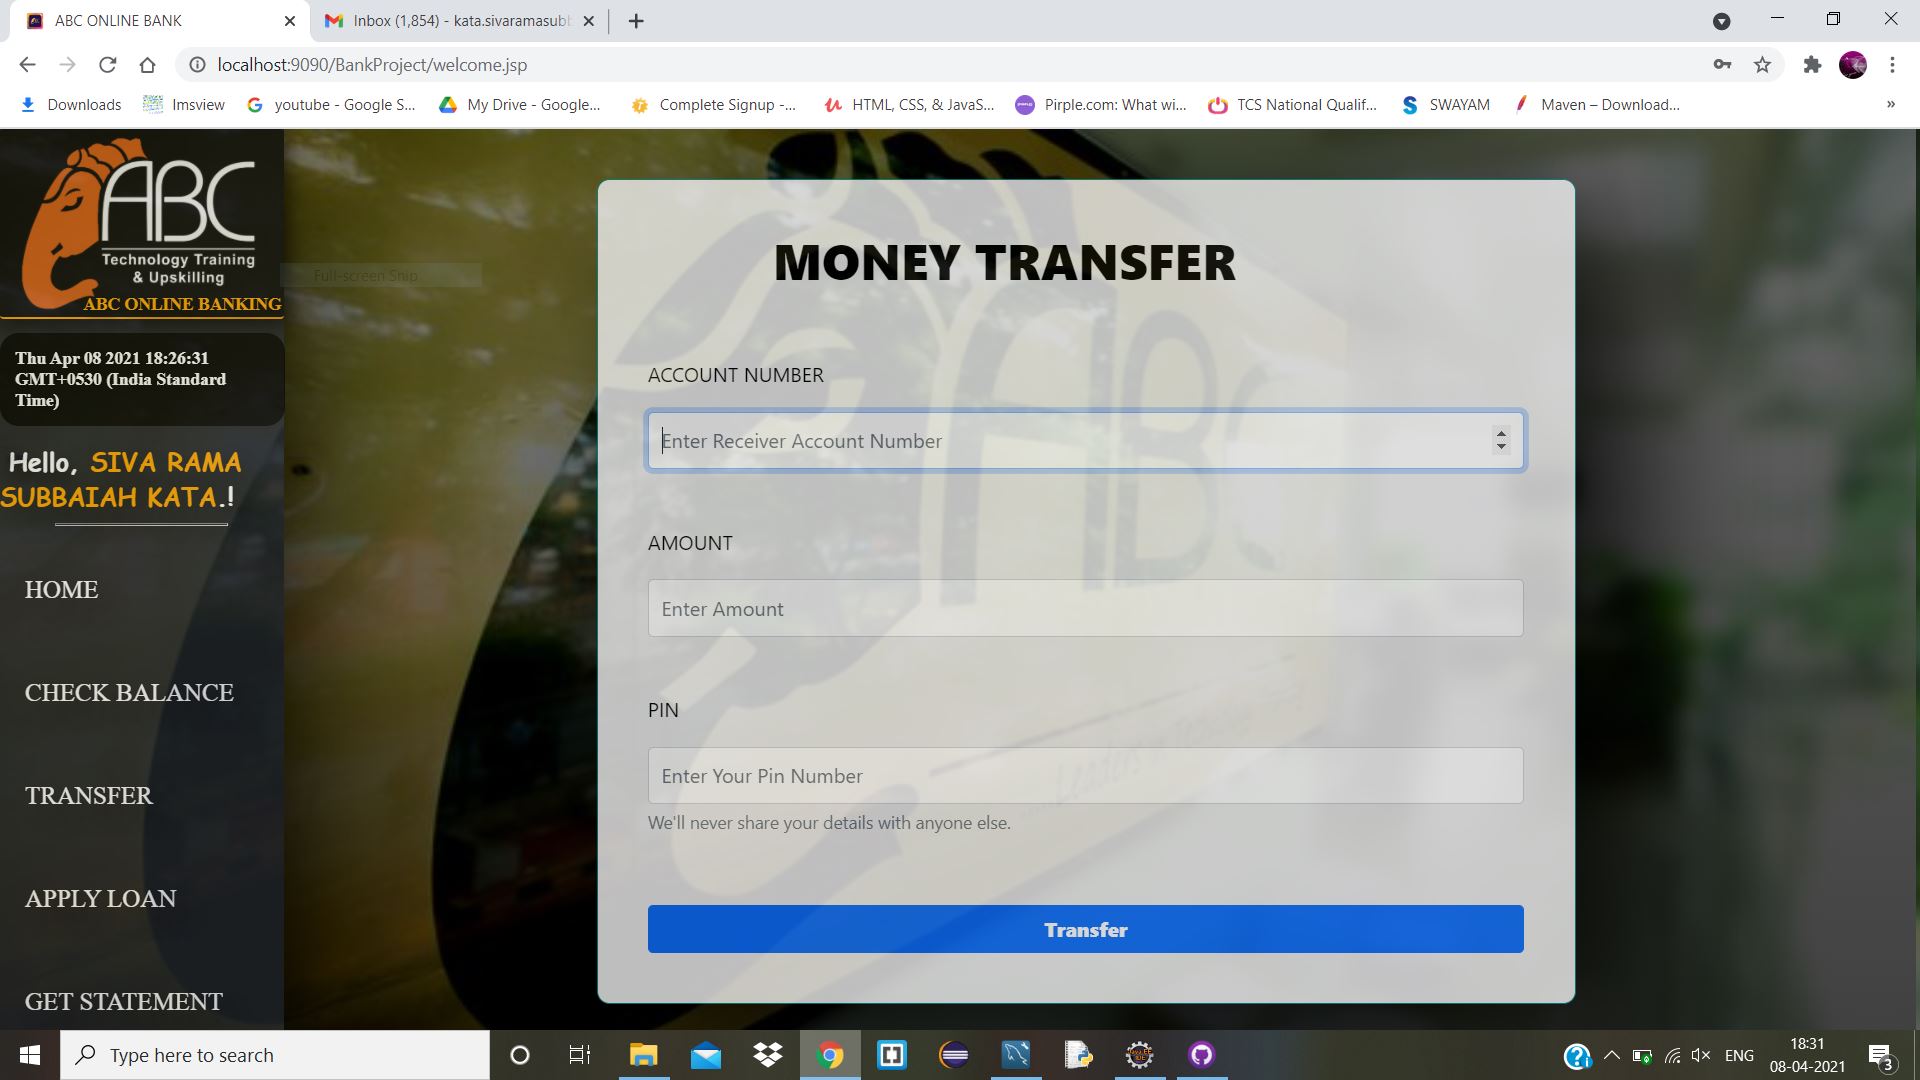 ABC ONLINE BANK
Inbox (1,854) - kata.sivaramasubb
localhost:9090/BankProject/welcome.jsp
Downloads
Imsview
youtube - Google S...
My Drive - Google...
Complete Signup -...
HTML, CSS, & JavaS...
Pirple.com: What wi...
TCS National Qualif...
SWAYAM
Maven – Download...
»
ABC
Technology Training
& Upskilling
ABC ONLINE BANKING
Full-screen Snip
Thu Apr 08 2021 18:26:31
GMT+0530 (India Standard
Time)
Hello, SIVA RAMA
SUBBAIAH KATA.!
HOME
CHECK BALANCE
TRANSFER
APPLY LOAN
GET STATEMENT
MONEY TRANSFER
ACCOUNT NUMBER
Enter Receiver Account Number
AMOUNT
Enter Amount
PIN
Enter Your Pin Number
We'll never share your details with anyone else.
Transfer
ABC
Type here to search
ENG
18:31
08-04-2021
3